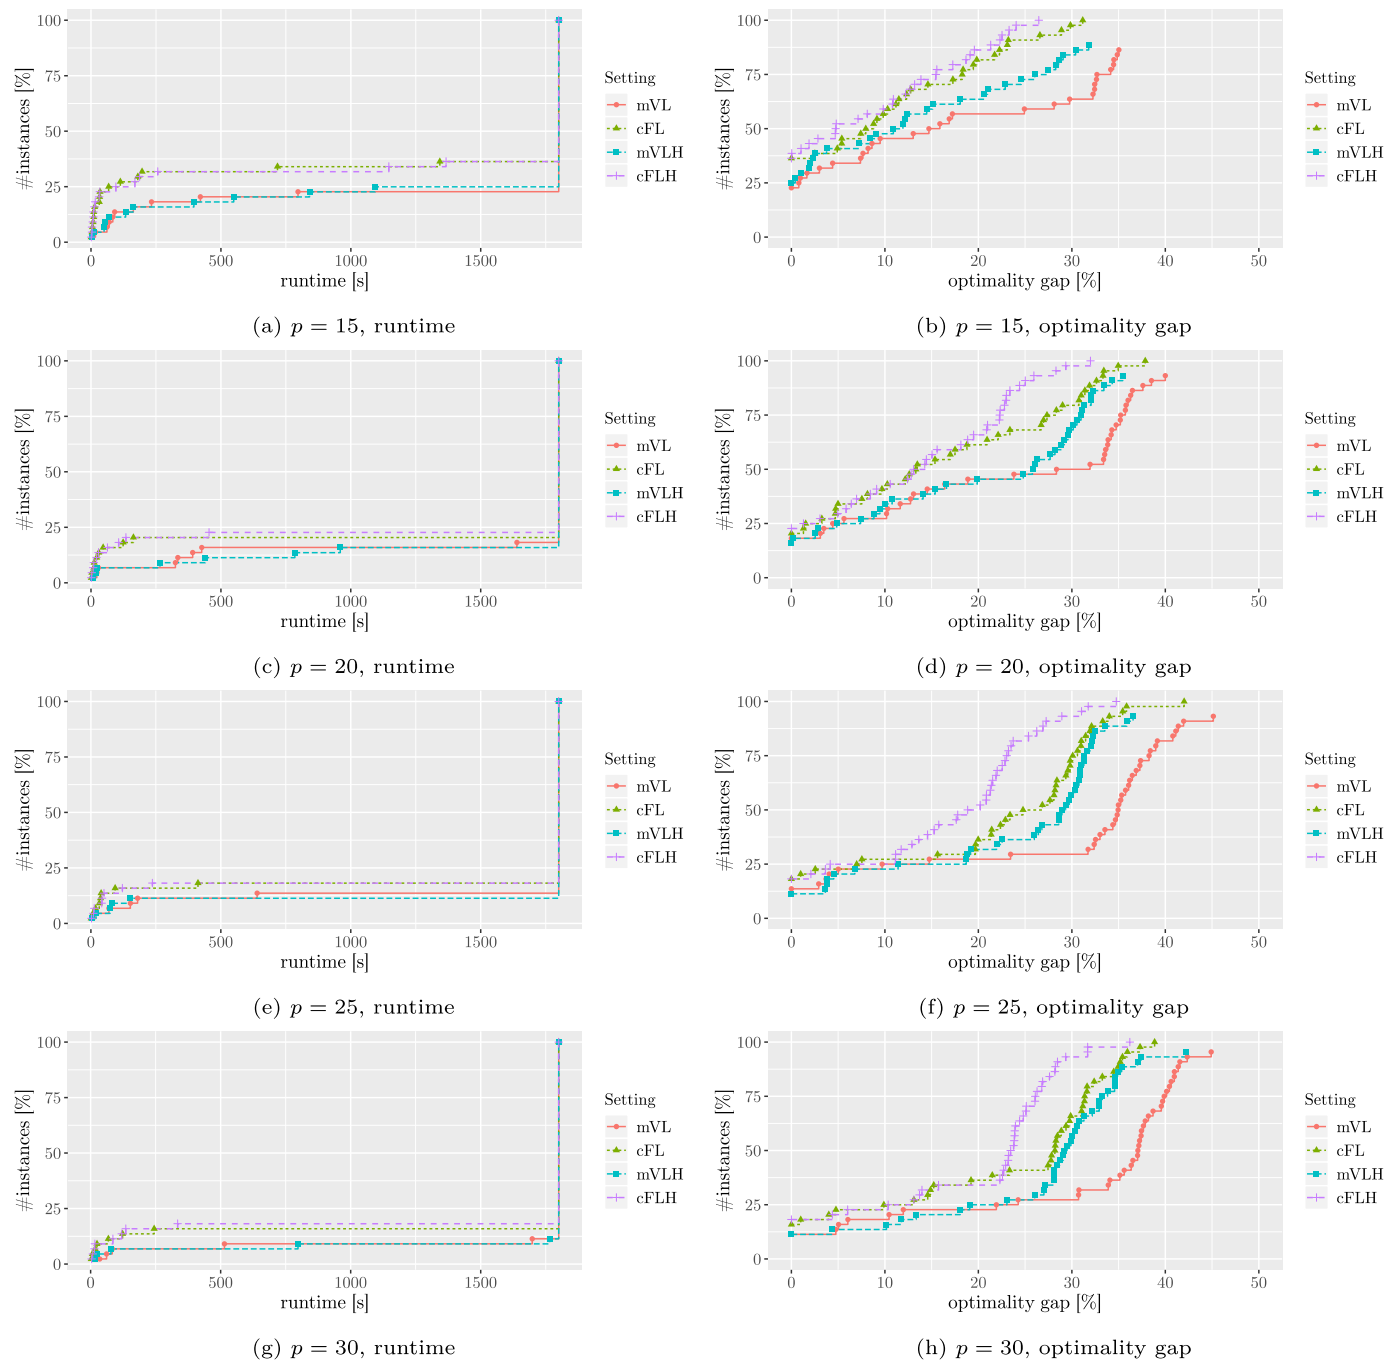 #instances [%]
100
75
50
25
0
0 500 1000 1500
runtime [s]
Setting
mVL
cFL
mVLH
cFLH
(a) p = 15, runtime
#instances [%]
100
75
50
25
0
0 10 20 30 40 50
optimality gap [%]
Setting
mVL
cFL
mVLH
cFLH
(b) p = 15, optimality gap
#instances [%]
100
75
50
25
0
0 500 1000 1500
runtime [s]
Setting
mVL
cFL
mVLH
cFLH
(c) p = 20, runtime
#instances [%]
100
75
50
25
0
0 10 20 30 40 50
optimality gap [%]
Setting
mVL
cFL
mVLH
cFLH
(d) p = 20, optimality gap
#instances [%]
100
75
50
25
0
0 500 1000 1500
runtime [s]
Setting
mVL
cFL
mVLH
cFLH
(e) p = 25, runtime
#instances [%]
100
75
50
25
0
0 10 20 30 40 50
optimality gap [%]
Setting
mVL
cFL
mVLH
cFLH
(f) p = 25, optimality gap
#instances [%]
100
75
50
25
0
0 500 1000 1500
runtime [s]
Setting
mVL
cFL
mVLH
cFLH
(g) p = 30, runtime
#instances [%]
100
75
50
25
0
0 10 20 30 40 50
optimality gap [%]
Setting
mVL
cFL
mVLH
cFLH
(h) p = 30, optimality gap